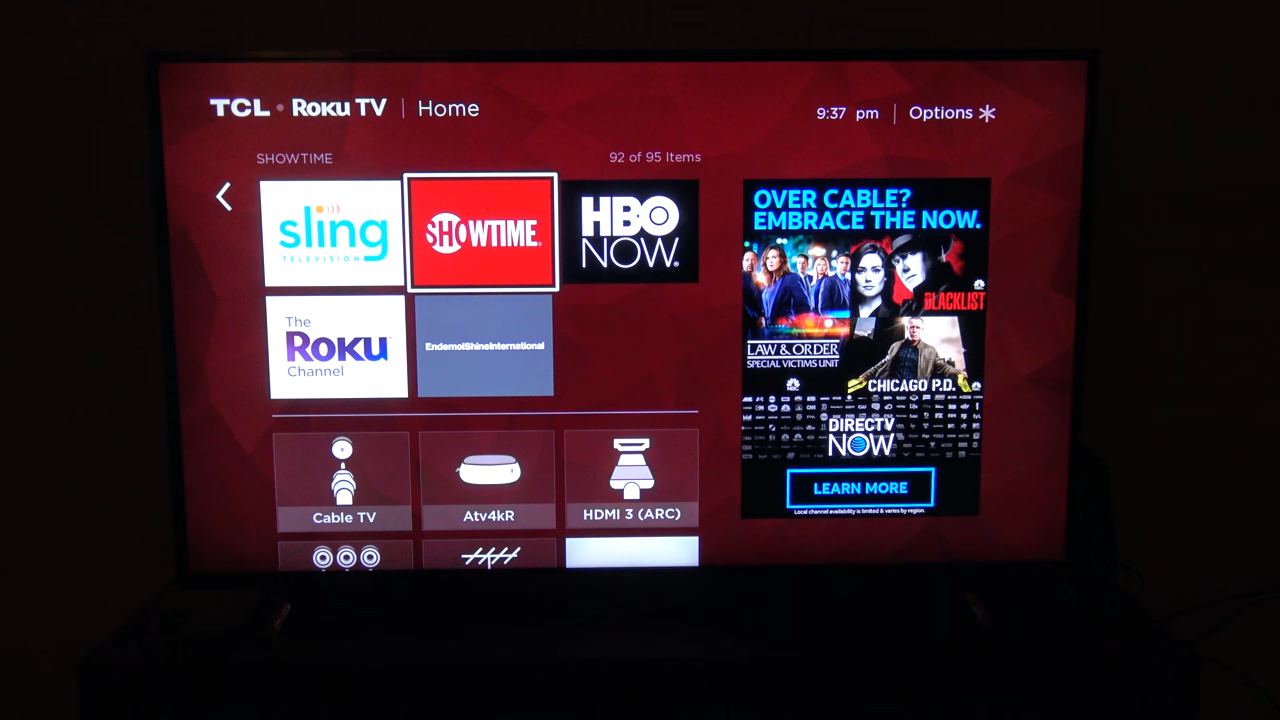 TCL • Roku TV | Home
9:37 pm | Options
SHOWTIME
92 of 95 Items
sling
TELEVISION
SHOWTIME
HBO
NOW
The
Roku
Channel
EndemolShineInternational
Cable TV
Atv4kR
HDMI 3 (ARC)
OVER CABLE?
EMBRACE THE NOW.
BLACKLIST
LAW & ORDER
SPECIAL VICTIMS UNIT
CHICAGO P.D.
DIRECTV
NOW
LEARN MORE
Local channel availability is limited & varies by region.